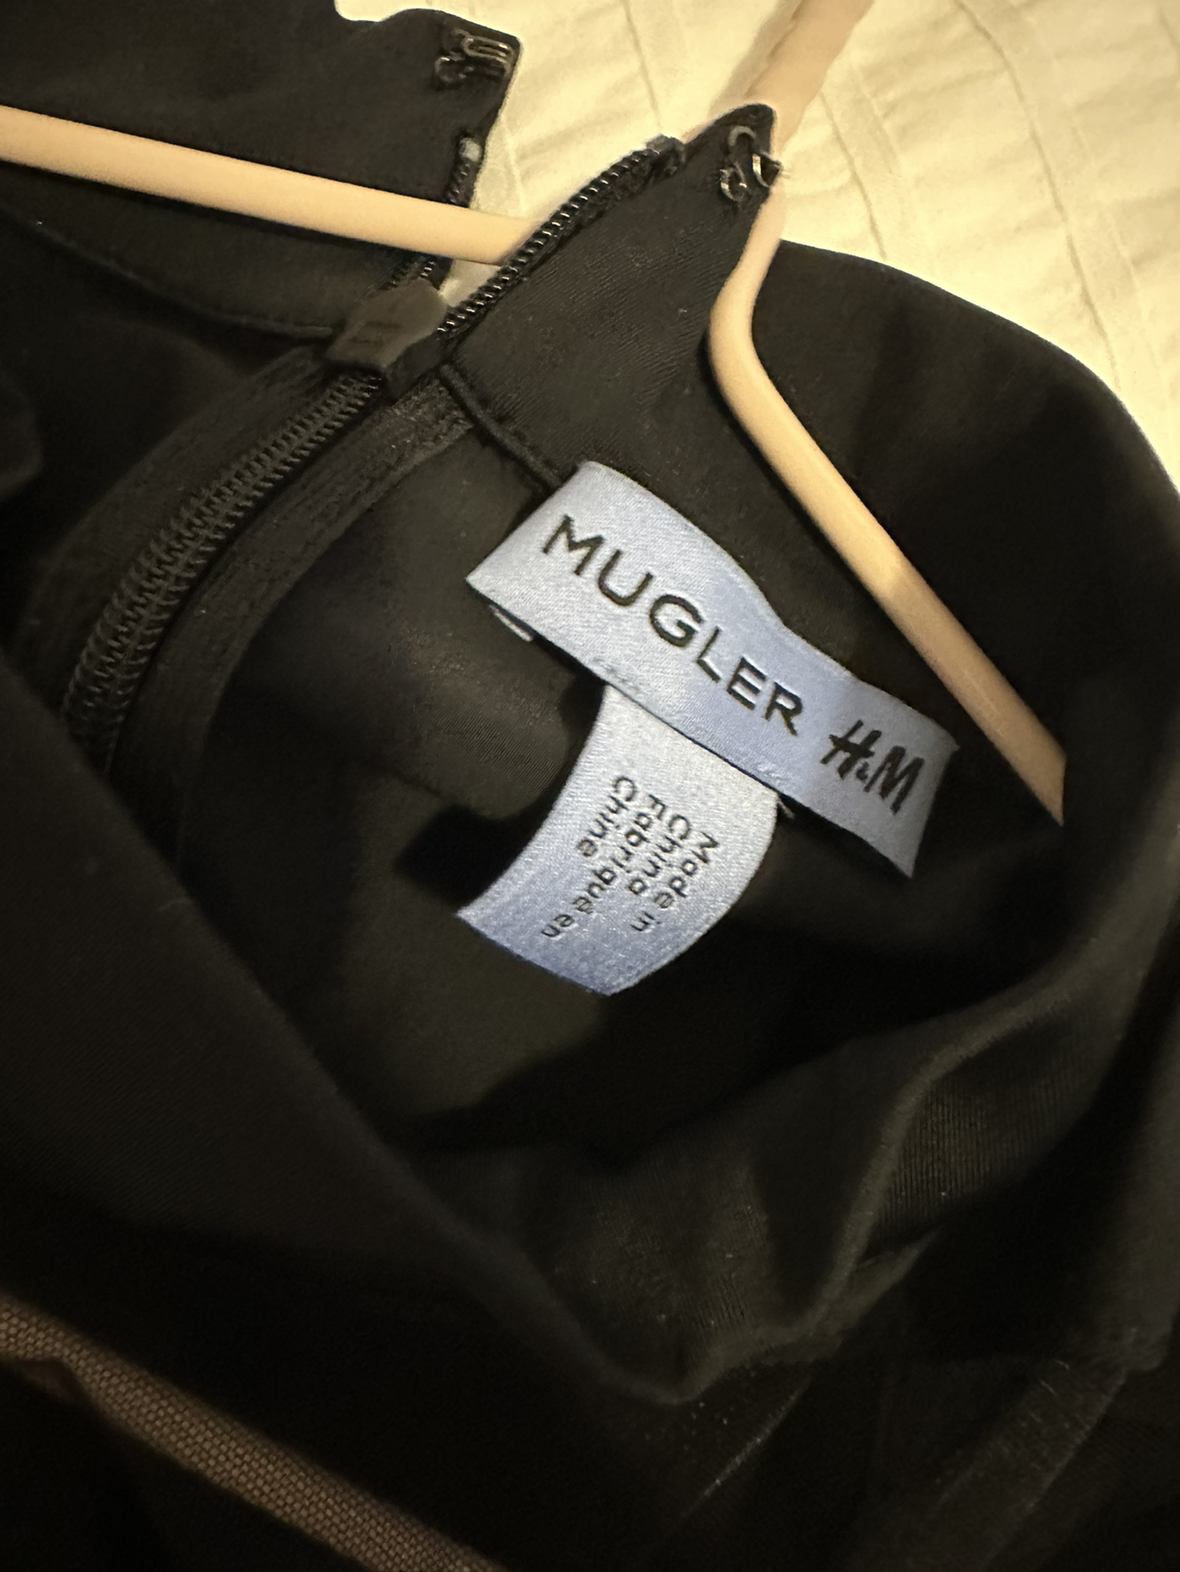 MUGLER H&M
Made in
China
Fabriqué en
Chine